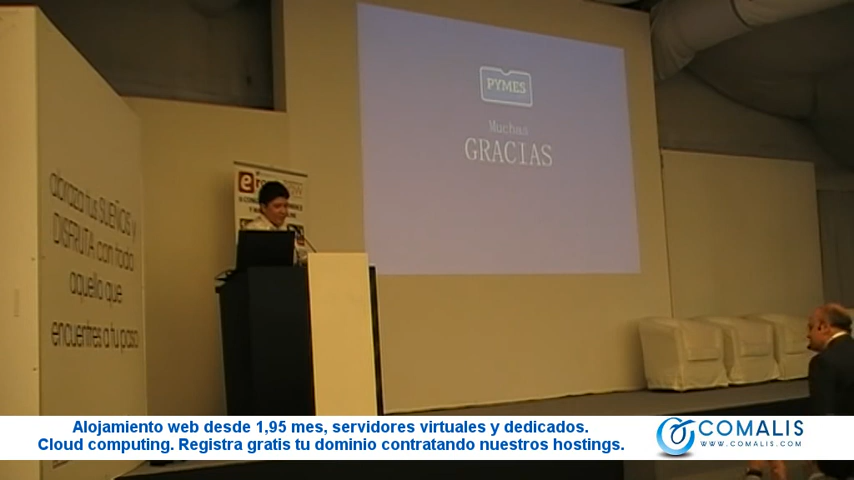 PYMES
Muchas
GRACIAS
abraza tus SUEÑOS y
DISFRUTA con todo
aquello que
encuentres a tu paso
Alojamiento web desde 1,95 mes, servidores virtuales y dedicados.
Cloud computing. Registra gratis tu dominio contratando nuestros hostings.
COMALIS
WWW.COMALIS.COM